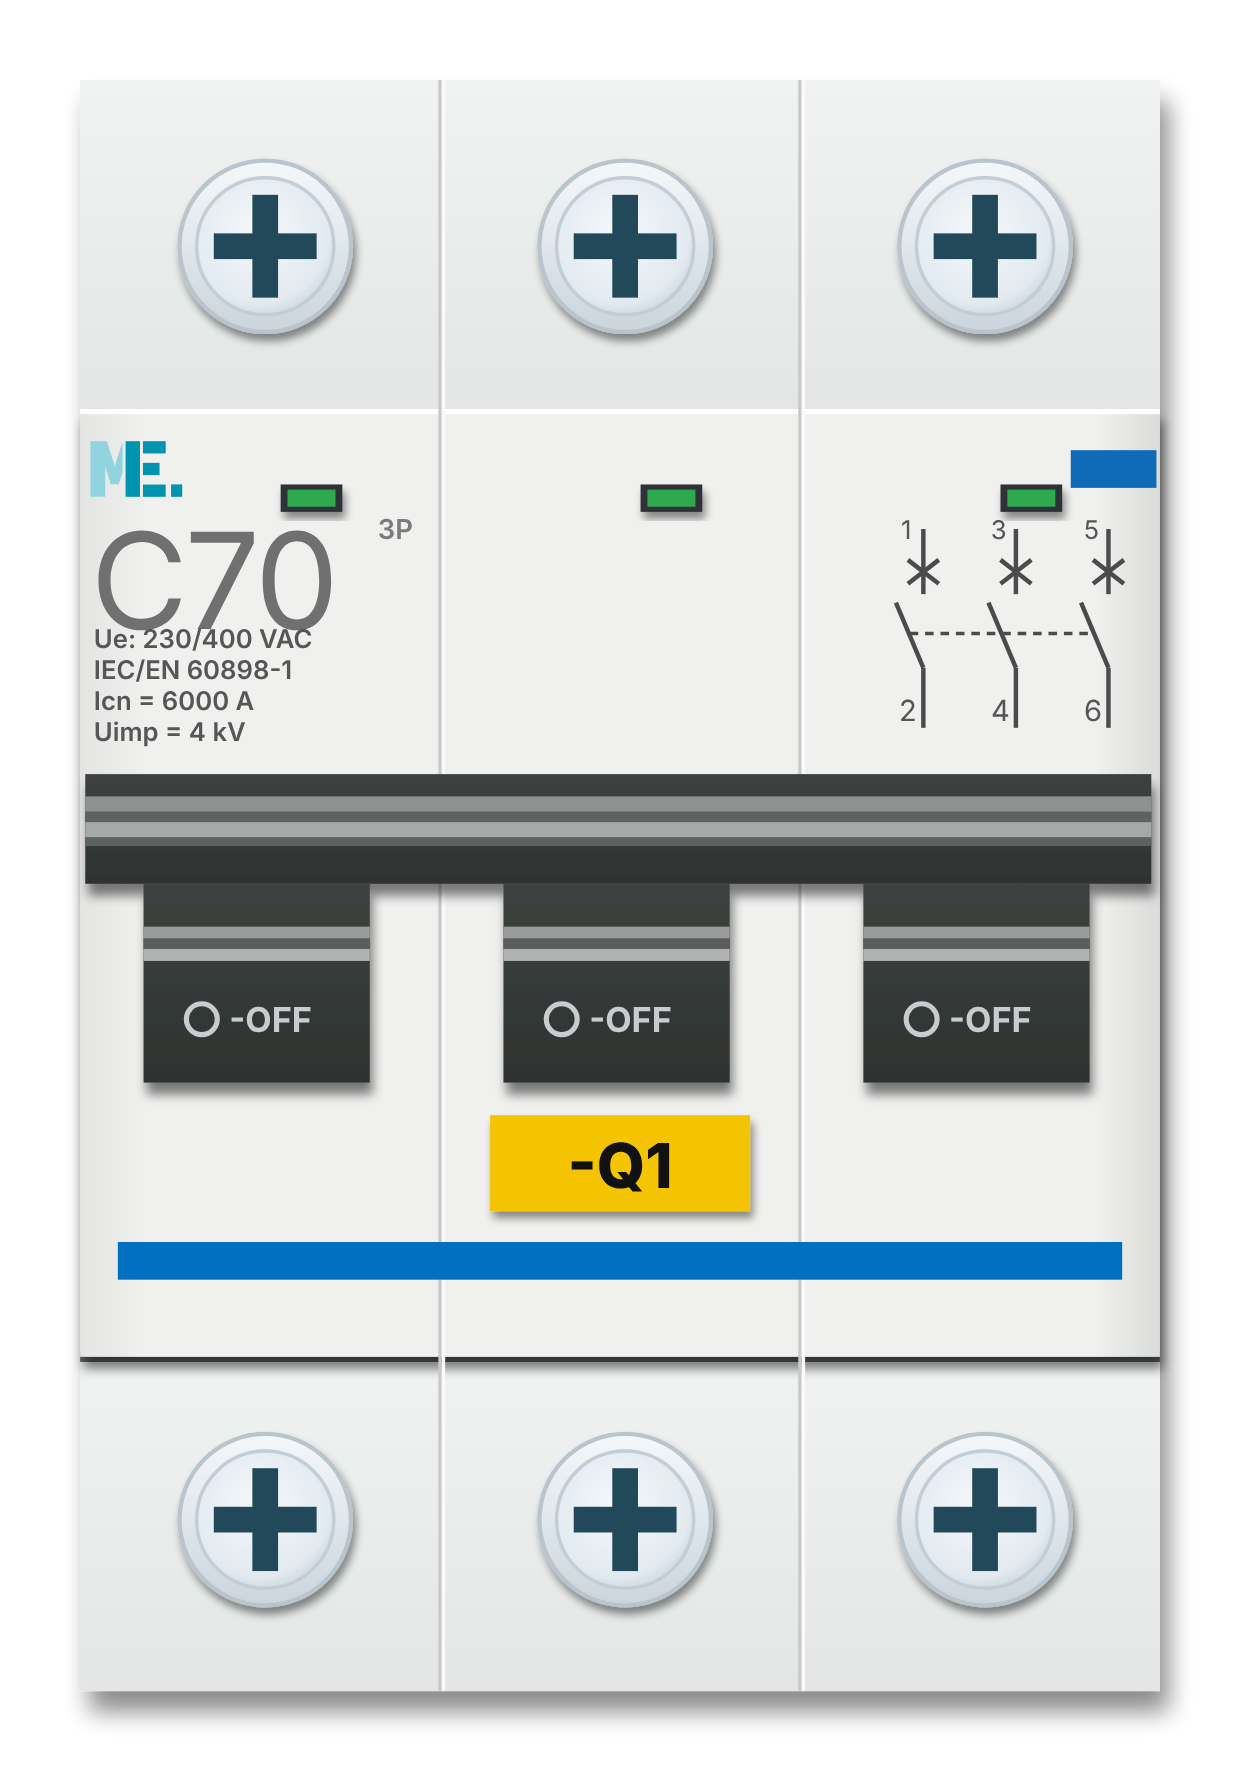 ME.
C70
3P
Ue: 230/400 VAC
IEC/EN 60898-1
Icn = 6000 A
Uimp = 4 kV
1 3 5
2 4 6
O -OFF
O -OFF
O -OFF
-Q1